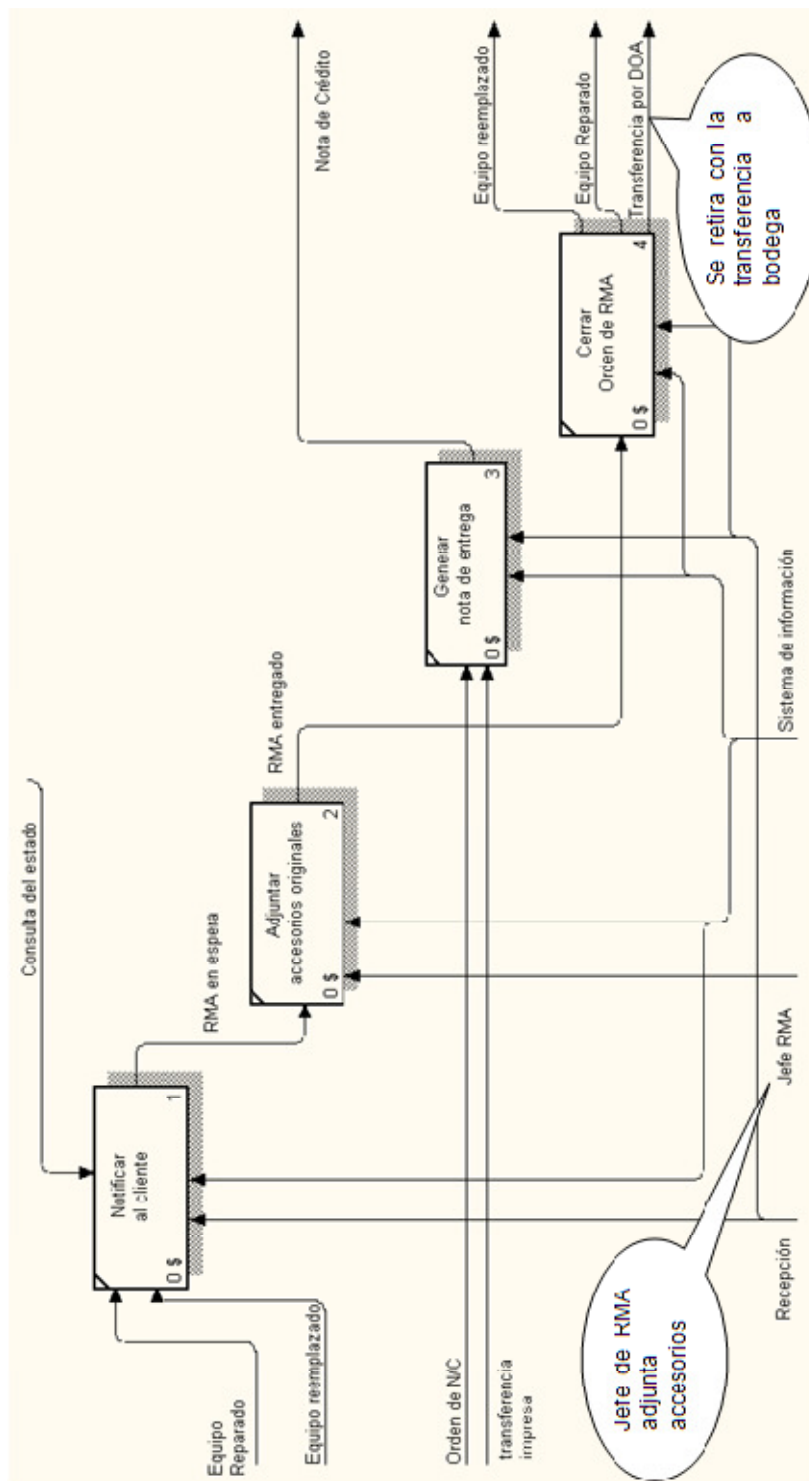 Consulta del estado
Nota de Crédito
Equipo
Reparado
Equipo reemplazado
Notificar
al cliente
0 $
1
RMA en espera
Adjuntar
accesorios originales
0 $
2
RMA entregado
Orden de N/C
transferencia
impresa
Generar
nota de entrega
0 $
3
Cerrar
Orden de RMA
0 $
4
Equipo reemplazado
Equipo Reparado
Transferencia por DOA
Se retira con la
transferencia a
bodega
Jefe de RMA
adjunta
accesorios
Recepción
Jefe RMA
Sistema de información